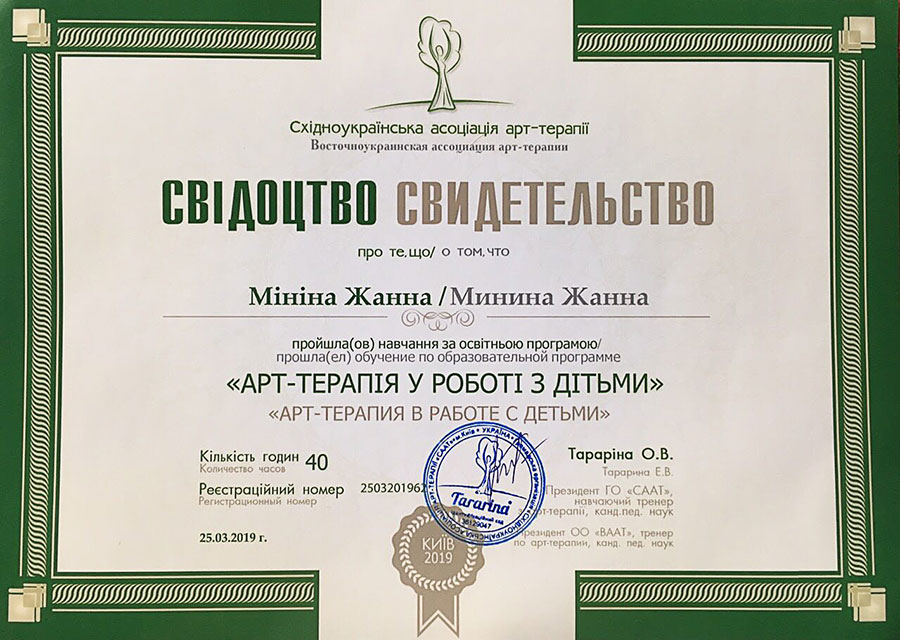 Східноукраїнська асоціація арт-терапії
Восточноукраинская ассоциация арт-терапии
СВІДОЦТВО СВИДЕТЕЛЬСТВО
про те, що/ о том, что
Мініна Жанна / Минина Жанна
пройшла(ов) навчання за освітньою програмою/
прошла(ел) обучение по образовательной программе
«АРТ-ТЕРАПІЯ У РОБОТІ З ДІТЬМИ»
«АРТ-ТЕРАПИЯ В РАБОТЕ С ДЕТЬМИ»
Кількість годин 40
Количество часов
Реєстраційний номер
Регистрационный номер
25.03.2019 г.
Тараріна О.В.
Тарарина Е.В.
Президент ГО «СААТ»,
навчаючий тренер
арт-терапії, канд.пед. наук
Президент ОО «ВААТ», тренер
по арт-терапии, канд. пед. наук
УКРАЇНА
м.Київ
Tararina
36129047
КИЇВ
2019